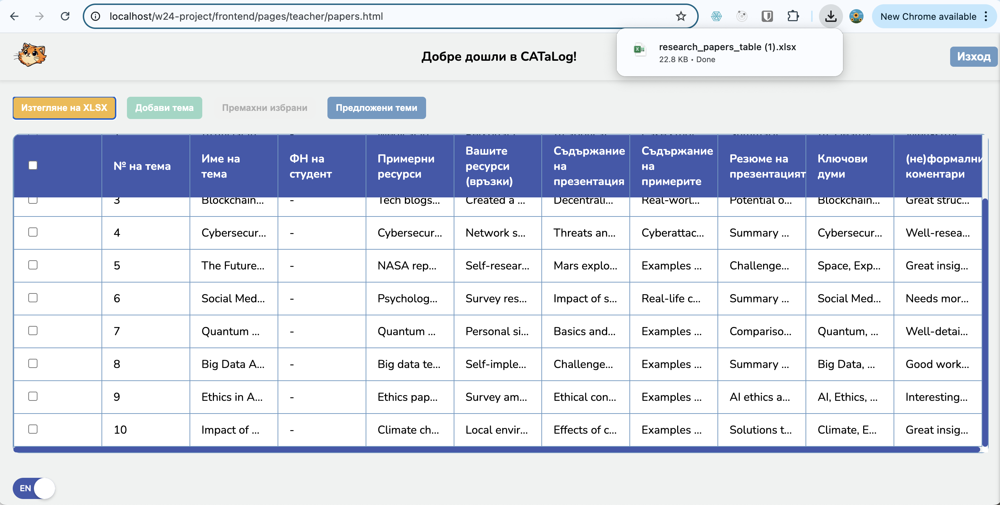 localhost/w24-project/frontend/pages/teacher/papers.html
New Chrome available
research_papers_table (1).xlsx
22.8 KB • Done
Добре дошли в CATaLog!
Изход
Изтегляне на XLSX
Добави тема
Премахни избрани
Предложени теми
№ на тема
Име на
тема
ФН на
студент
Примерни
ресурси
Вашите
ресурси
(връзки)
Съдържание
на
презентация
Съдържание
на
примерите
Резюме на
презентацият
Ключови
думи
(не)формални
коментари
3 Blockchain... - Tech blogs... Created a ... Decentrali... Real-worl... Potential o... Blockchain... Great struc...
4 Cybersecur... - Cybersecur... Network s... Threats an... Cyberattac... Summary ... Cybersecur... Well-resea...
5 The Future... - NASA rep... Self-resear... Mars explo... Examples ... Challenge... Space, Exp... Great insig...
6 Social Med... - Psycholog... Survey res... Impact of s... Real-life c... Summary ... Social Med... Needs mor...
7 Quantum ... - Quantum ... Personal si... Basics and... Examples ... Compariso... Quantum, ... Well-detai...
8 Big Data A... - Big data te... Self-imple... Challenge... Examples ... Summary ... Big Data, ... Good work...
9 Ethics in A... - Ethics pap... Survey am... Ethical con... Examples ... AI ethics a... AI, Ethics, ... Interesting...
10 Impact of ... - Climate ch... Local envir... Effects of c... Examples ... Solutions t... Climate, E... Great insig...
EN